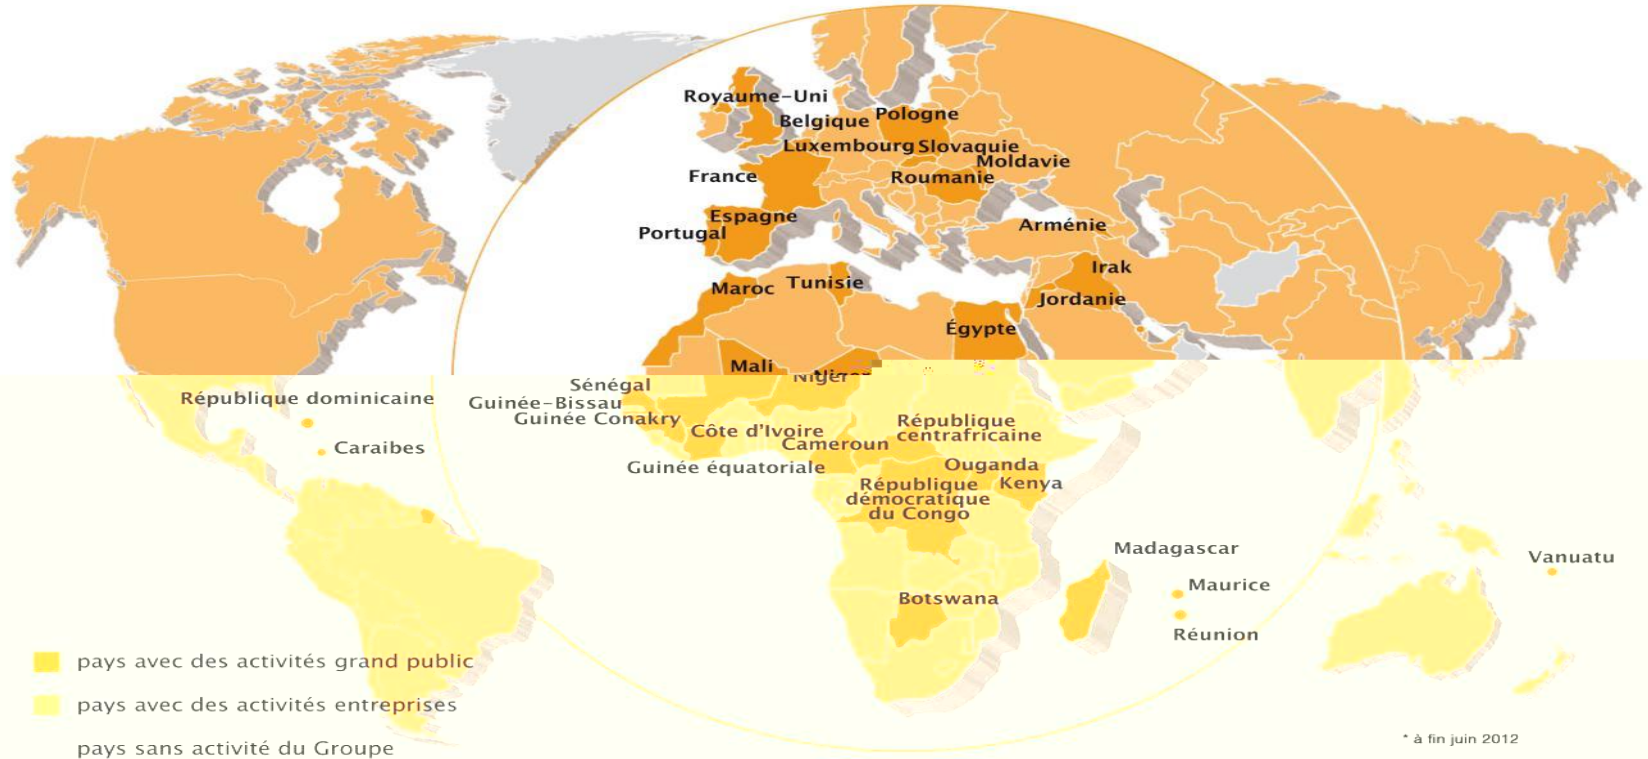 Royaume-Uni
Belgique
Pologne
Luxembourg
Slovaquie
Moldavie
France
Roumanie
Espagne
Portugal
Arménie
Irak
Maroc
Tunisie
Jordanie
Égypte
Mali
Niger
Sénégal
République dominicaine
Guinée-Bissau
Guinée Conakry
Côte d'Ivoire
République
centrafricaine
Cameroun
Caraibes
Guinée équatoriale
Ouganda
République
démocratique
du Congo
Kenya
Madagascar
Vanuatu
Maurice
Botswana
Réunion
pays avec des activités grand public
pays avec des activités entreprises
pays sans activité du Groupe
* à fin juin 2012